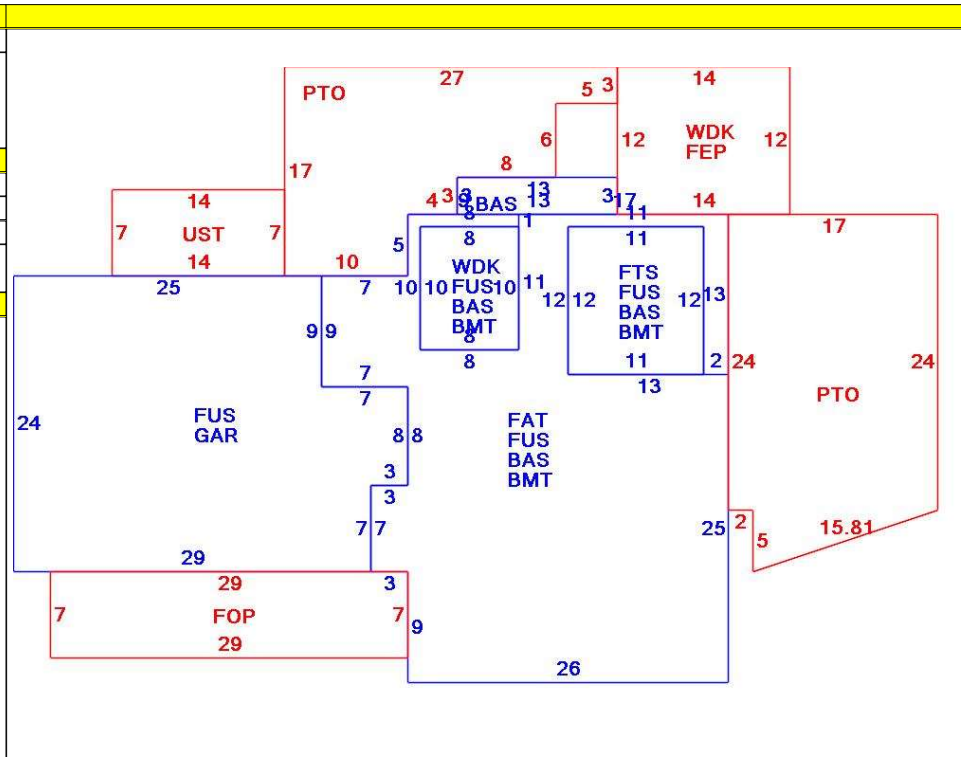 27
14
PTO
5 3
WDK
FEP
6
12
12
17
8
14
13
4 3 3
9
BAS
13
3 17
14
8
11
17
1
7
UST
7
14
10
5
8
11
WDK
FUS
BAS
BMT
10 10
10
11
FTS
FUS
BAS
BMT
12 12
12 13
25
7
9 9
8
8
11
2
13
24
24
PTO
7
7
24
FUS
GAR
8 8
FAT
FUS
BAS
BMT
3
3
7 7
25
2
5
15.81
29
29
3
7
FOP
7
9
29
26